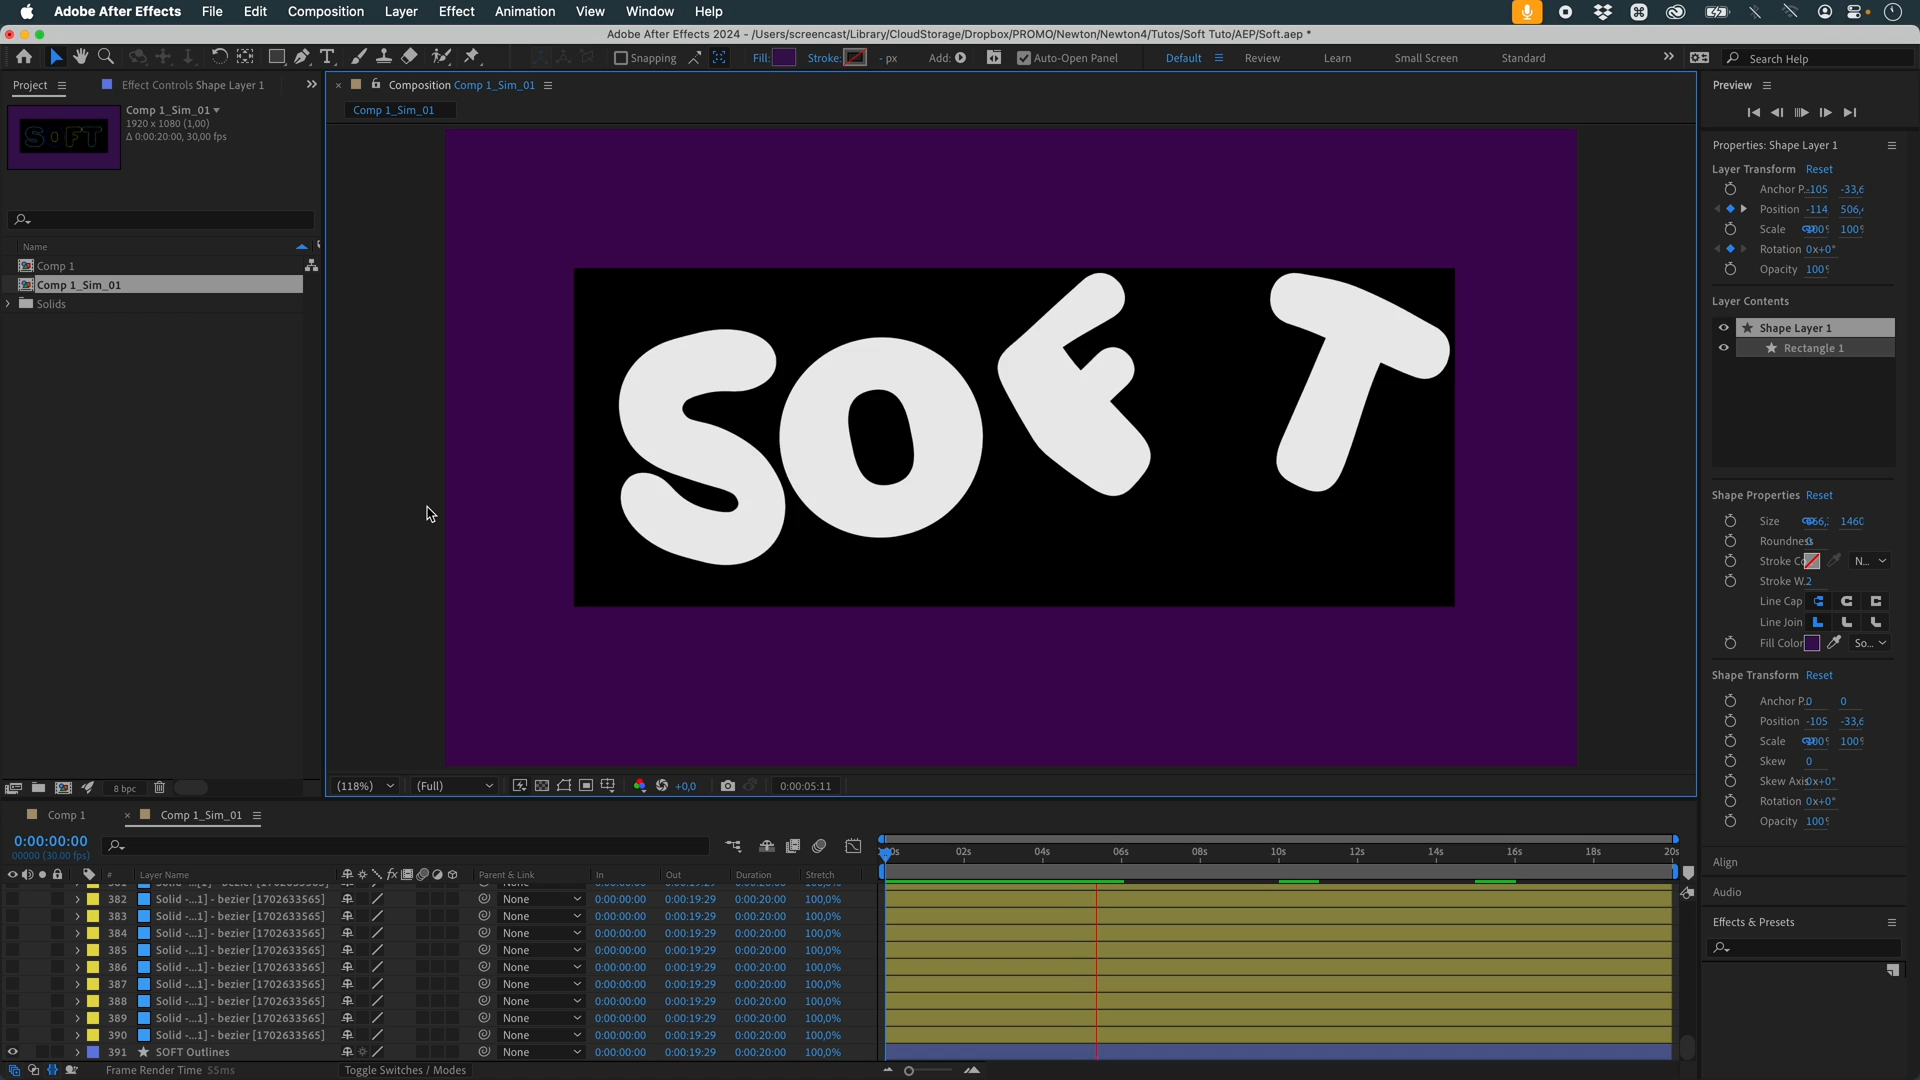 Adobe After Effects File Edit Composition Layer Effect Animation View Window Help
Adobe After Effects 2024 - /Users/screencast/Library/CloudStorage/Dropbox/PROMO/Newton/Newton4/Tutos/Soft Tuto/AEP/Soft.aep *
Snapping Fill: Stroke: - px Add: Auto-Open Panel Default Review Learn Small Screen Standard Search Help
Project Effect Controls Shape Layer 1 Composition Comp 1_Sim_01 Preview
Comp 1_Sim_01
1920 x 1080 (1,00)
Δ 0:00:20:00, 30,00 fps
Comp 1_Sim_01
SOFT
Name
Comp 1
Comp 1_Sim_01
Solids
SOFT
Properties: Shape Layer 1
Layer Transform Reset
Anchor P. -105 -33,6
Position -114 506,
Scale 100% 100%
Rotation 0x+0°
Opacity 100%
Layer Contents
Shape Layer 1
Rectangle 1
Shape Properties Reset
Size 1460
Roundness 0
Stroke Co N...
Stroke W. 2
Line Cap
Line Join
Fill Color So...
Shape Transform Reset
Anchor P. 0 0
Position -105 -33,6
Scale 100% 100%
Skew 0
Skew Axis 0x+0°
Rotation 0x+0°
Opacity 100%
Align
Audio
Effects & Presets
8 bpc (118%) (Full) +0,0 0:00:05:11
Comp 1 Comp 1_Sim_01
0:00:00:00
00000 (30.00 fps)
02s 04s 06s 08s 10s 12s 14s 16s 18s 20s
# Layer Name fx Parent & Link In Out Duration Stretch
382 Solid -...1] - bezier [1702633565] None 0:00:00:00 0:00:19:29 0:00:20:00 100,0%
383 Solid -...1] - bezier [1702633565] None 0:00:00:00 0:00:19:29 0:00:20:00 100,0%
384 Solid -...1] - bezier [1702633565] None 0:00:00:00 0:00:19:29 0:00:20:00 100,0%
385 Solid -...1] - bezier [1702633565] None 0:00:00:00 0:00:19:29 0:00:20:00 100,0%
386 Solid -...1] - bezier [1702633565] None 0:00:00:00 0:00:19:29 0:00:20:00 100,0%
387 Solid -...1] - bezier [1702633565] None 0:00:00:00 0:00:19:29 0:00:20:00 100,0%
388 Solid -...1] - bezier [1702633565] None 0:00:00:00 0:00:19:29 0:00:20:00 100,0%
389 Solid -...1] - bezier [1702633565] None 0:00:00:00 0:00:19:29 0:00:20:00 100,0%
390 Solid -...1] - bezier [1702633565] None 0:00:00:00 0:00:19:29 0:00:20:00 100,0%
391 SOFT Outlines None 0:00:00:00 0:00:19:29 0:00:20:00 100,0%
Frame Render Time 55ms Toggle Switches / Modes